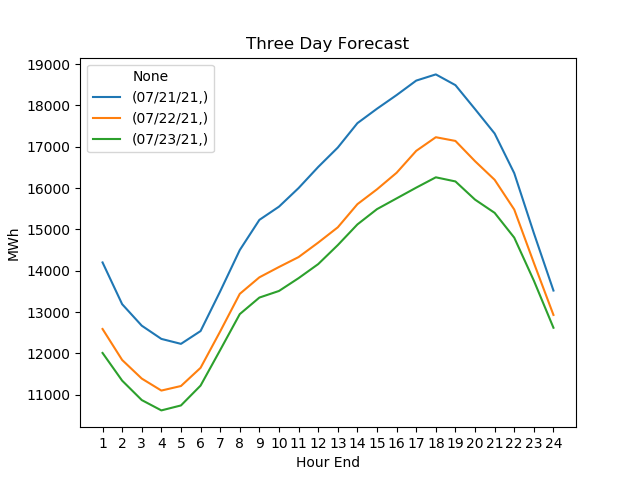 Three Day Forecast
None
(07/21/21,)
(07/22/21,)
(07/23/21,)
19000
18000
17000
16000
15000
14000
13000
12000
11000
MWh
1 2 3 4 5 6 7 8 9 10 11 12 13 14 15 16 17 18 19 20 21 22 23 24
Hour End